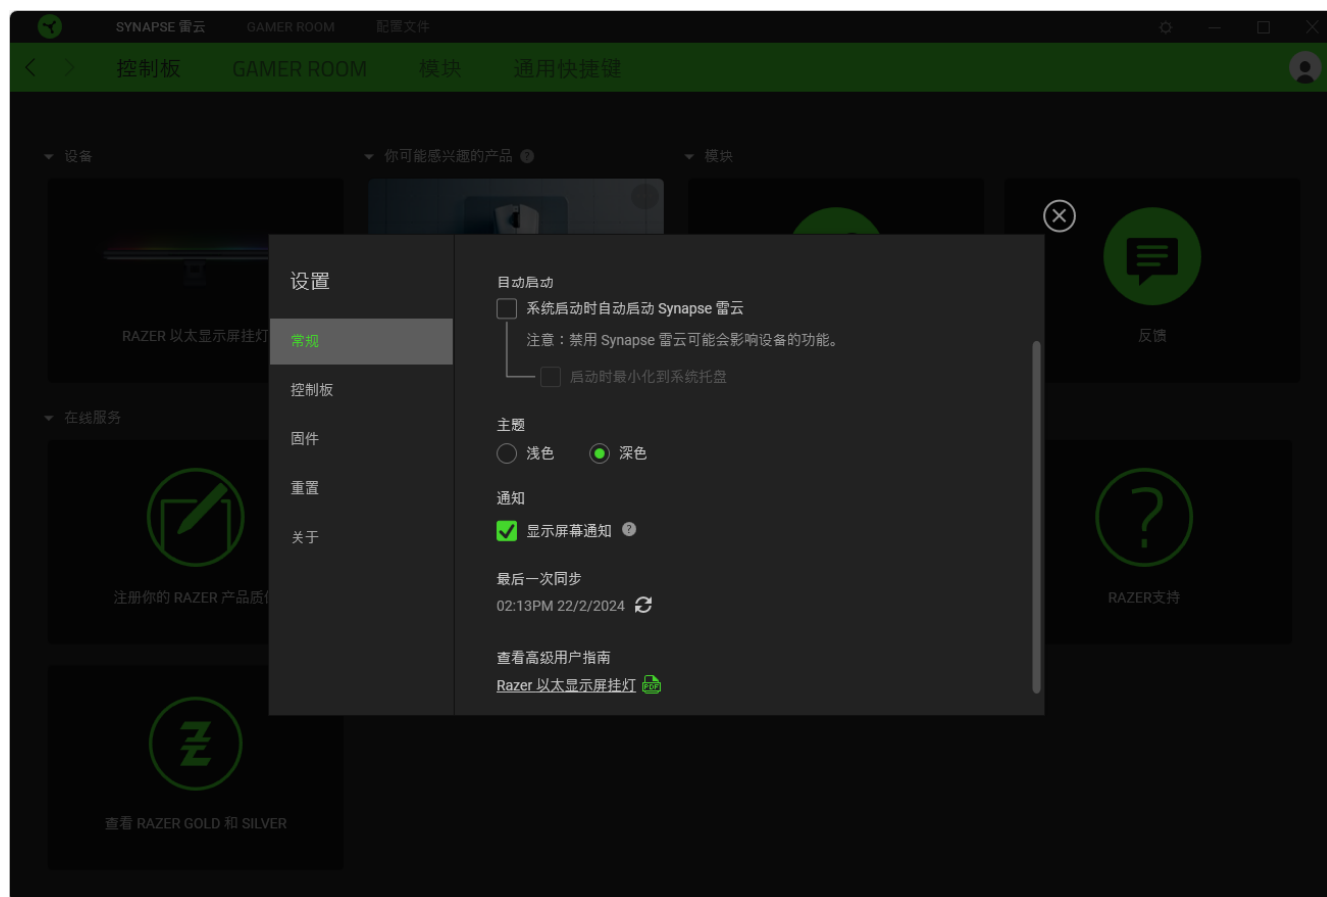 SYNAPSE 雷云
GAMER ROOM
配置文件
控制板
GAMER ROOM
模块
通用快捷键
设备
你可能感兴趣的产品
模块
RAZER 以太显示屏挂灯
反馈
在线服务
注册你的 RAZER 产品质
RAZER支持
查看 RAZER GOLD 和 SILVER
设置
常规
控制板
固件
重置
关于
自动启动
系统启动时自动启动 Synapse 雷云
注意：禁用 Synapse 雷云可能会影响设备的功能。
启动时最小化到系统托盘
主题
浅色
深色
通知
显示屏幕通知
最后一次同步
02:13PM 22/2/2024
查看高级用户指南
Razer 以太显示屏挂灯
PDF